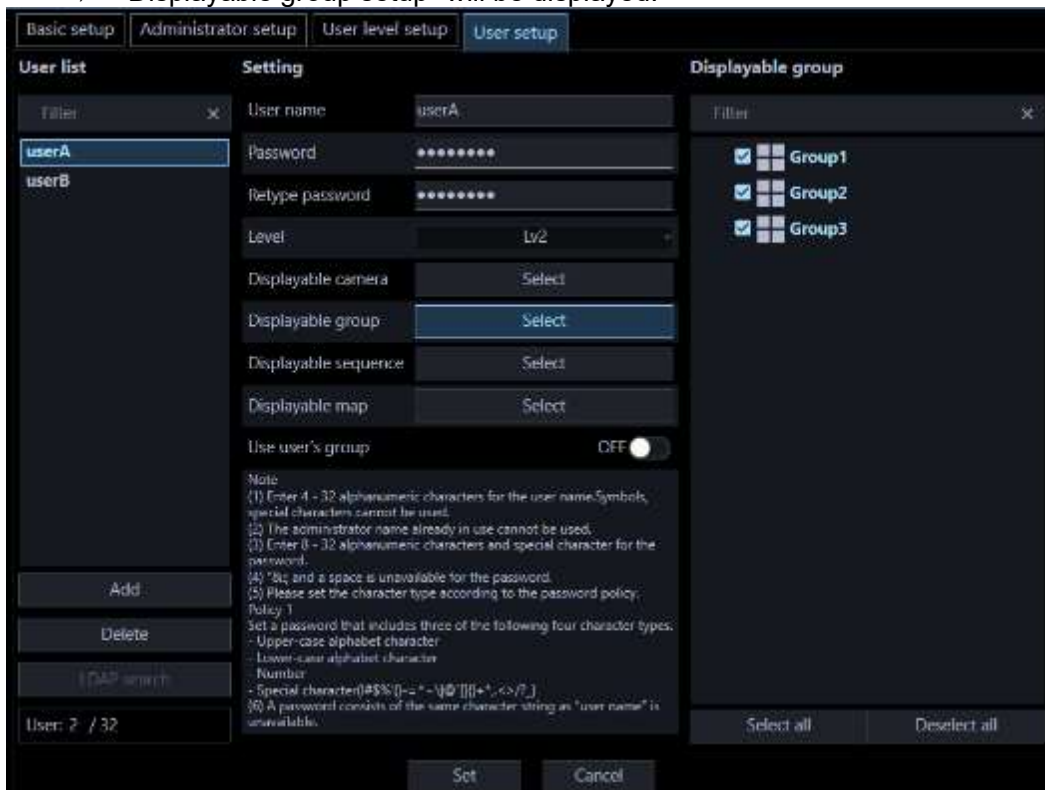 "Displayable group setup" will be displayed.
Basic setup
Administrator setup
User level setup
User setup
User list
Filter
×
userA
userB
Add
Delete
LDAP search
User: 2 / 32
Setting
User name
userA
Password
●●●●●●●●
Retype password
●●●●●●●●
Level
Lv2
Displayable camera
Select
Displayable group
Select
Displayable sequence
Select
Displayable map
Select
Use user's group
OFF
Note
(1) Enter 4 - 32 alphanumeric characters for the user name.Symbols,
special characters cannot be used.
(2) The administrator name already in use cannot be used.
(3) Enter 8 - 32 alphanumeric characters and special character for the
password.
(4) "&; and a space is unavailable for the password.
(5) Please set the character type according to the password policy.
Policy 1
Set a password that includes three of the following four character types.
- Upper-case alphabet character
- Lower-case alphabet character
- Number
- Special character
(6) A password consists of the same character string as "user name" is
unavailable.
Displayable group
Filter
×
Group1
Group2
Group3
Select all
Deselect all
Set
Cancel